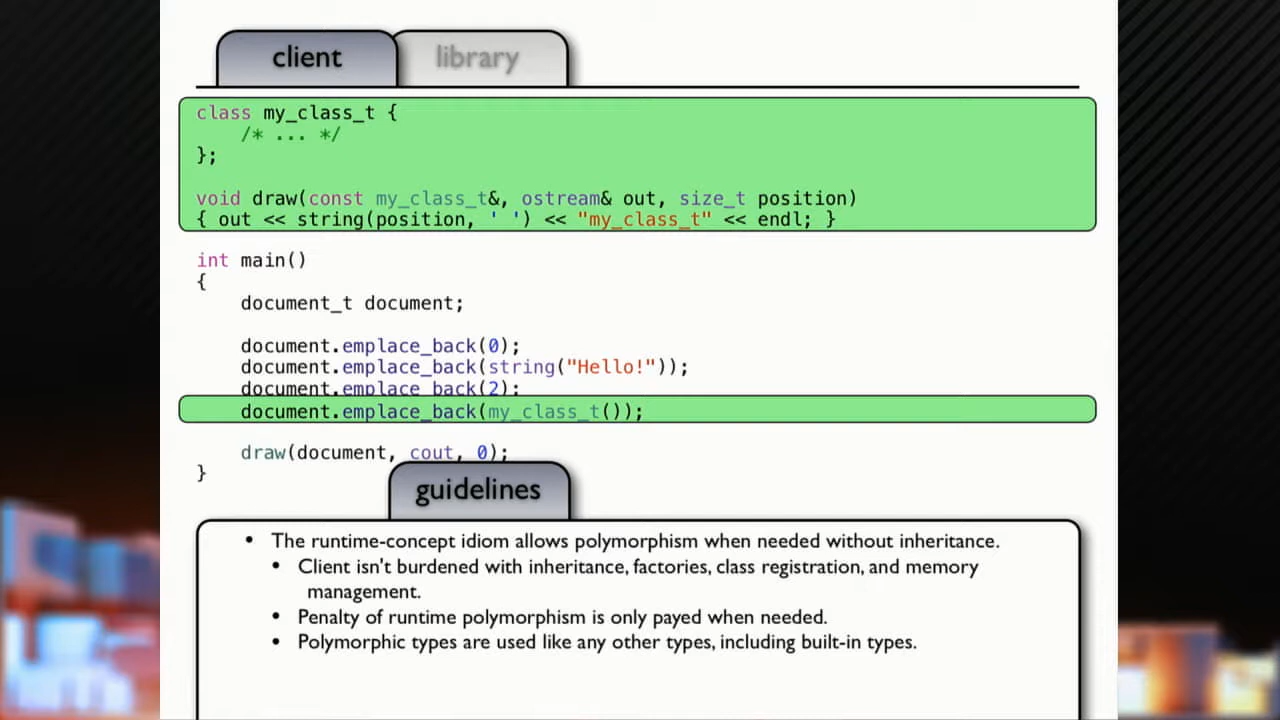 client
library
class my_class_t {
    /* ... */
};
void draw(const my_class_t&, ostream& out, size_t position)
{ out << string(position, ' ') << "my_class_t" << endl; }
int main()
{
    document_t document;
    document.emplace_back(0);
    document.emplace_back(string("Hello!"));
    document.emplace_back(2);
    document.emplace_back(my_class_t());
    draw(document, cout, 0);
}
guidelines
• The runtime-concept idiom allows polymorphism when needed without inheritance.
• Client isn't burdened with inheritance, factories, class registration, and memory
management.
• Penalty of runtime polymorphism is only payed when needed.
• Polymorphic types are used like any other types, including built-in types.